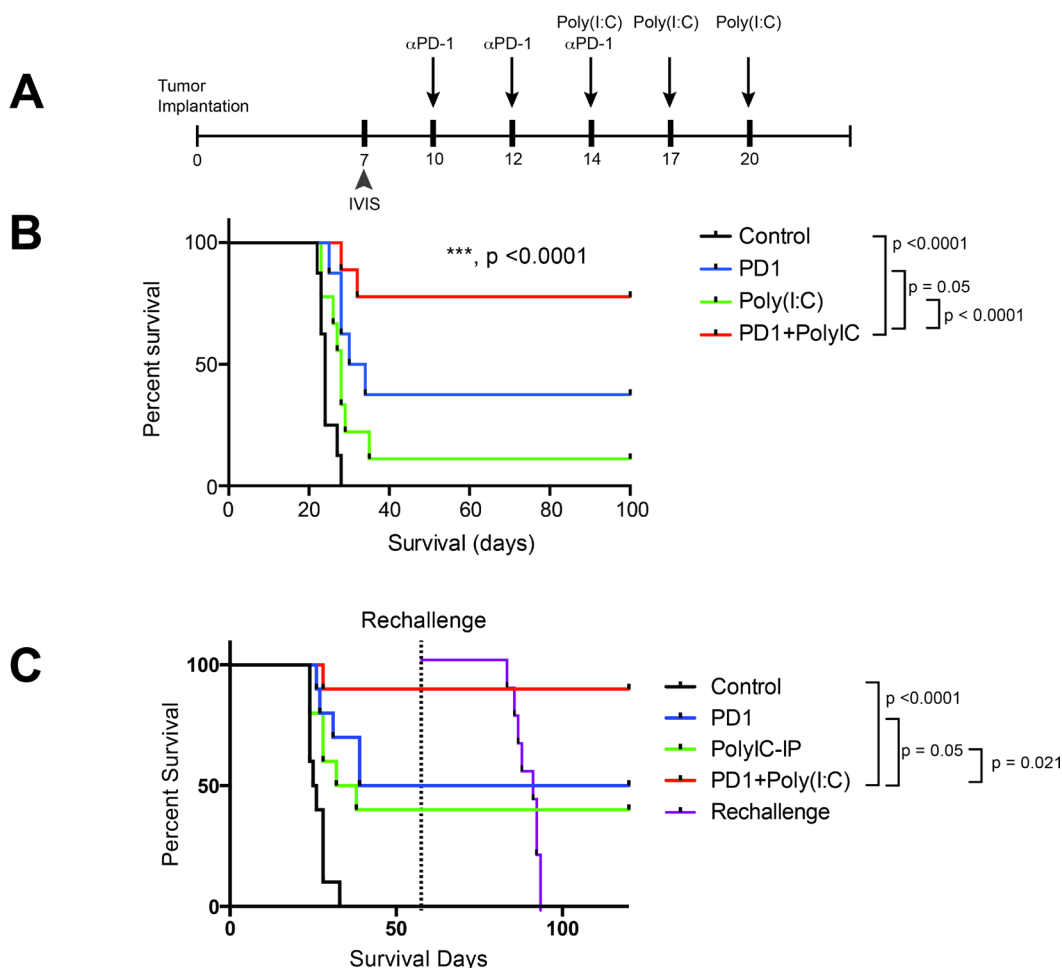 A
Tumor
Implantation
αPD-1
αPD-1
Poly(I:C)
αPD-1
Poly(I:C)
Poly(I:C)
0
7
10
12
14
17
20
IVIS
B
Percent survival
100
50
0
0
20
40
60
80
100
Survival (days)
***, p <0.0001
Control
PD1
Poly(I:C)
PD1+PolyIC
p <0.0001
p = 0.05
p < 0.0001
C
Rechallenge
Percent Survival
100
50
0
0
50
100
Survival Days
Control
PD1
PolyIC-IP
PD1+Poly(I:C)
Rechallenge
p <0.0001
p = 0.05
p = 0.021